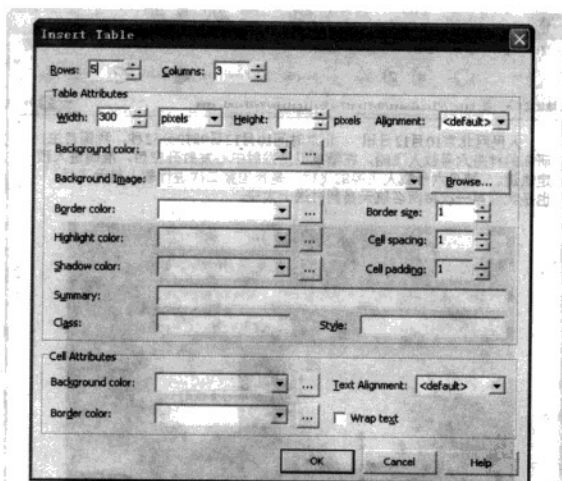 Insert Table
Rows: 5 Columns: 3
Table Attributes
Width: 300 pixels Height: pixels Alignment: <default>
Background color: ...
Background Image: Browse...
Border color: ... Border size: 1
Highlight color: ... Cell spacing: 1
Shadow color: ... Cell padding: 1
Summary:
Class: Style:
Cell Attributes
Background color: ... Text Alignment: <default>
Border color: ... Wrap text
OK Cancel Help